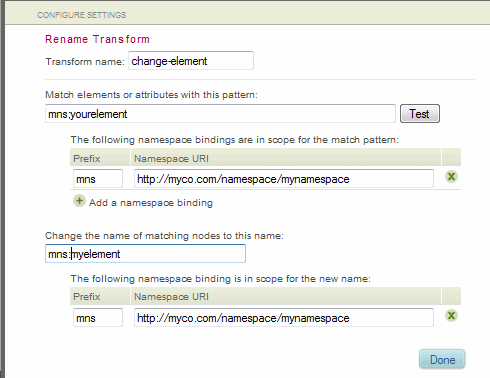 CONFIGURE SETTINGS
Rename Transform
Transform name: change-element
Match elements or attributes with this pattern:
mns:yourelement Test
The following namespace bindings are in scope for the match pattern:
Prefix Namespace URI
mns http://myco.com/namespace/mynamespace X
+ Add a namespace binding
Change the name of matching nodes to this name:
mns:myelement
The following namespace binding is in scope for the new name:
Prefix Namespace URI
mns http://myco.com/namespace/mynamespace X
Done